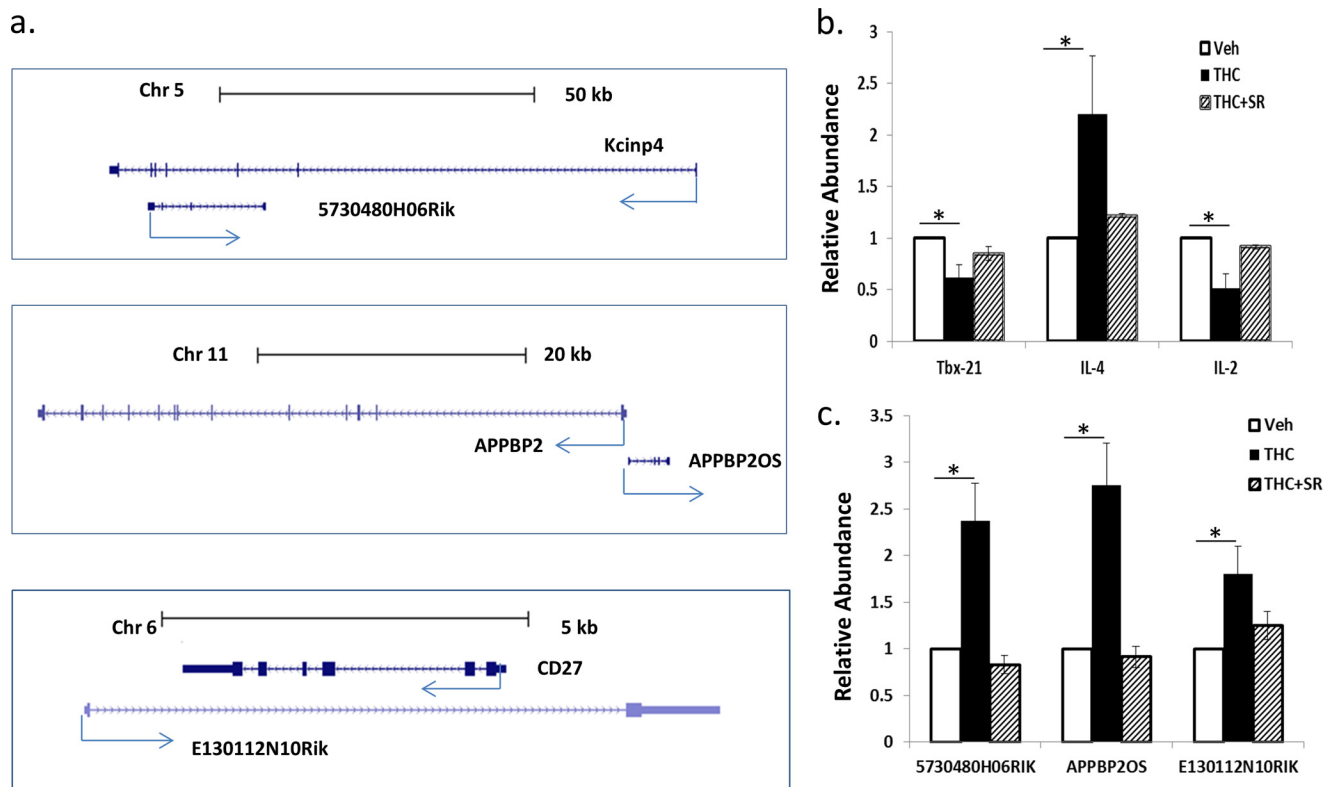 a.
Chr 5
50 kb
Kcinp4
5730480H06Rik
Chr 11
20 kb
APPBP2
APPBP2OS
Chr 6
5 kb
CD27
E130112N10Rik
b.
Relative Abundance
3
2.5
2
1.5
1
0.5
0
*
*
*
Veh
THC
THC+SR
Tbx-21
IL-4
IL-2
c.
Relative Abundance
3.5
3
2.5
2
1.5
1
0.5
0
*
*
*
Veh
THC
THC+SR
5730480H06RIK
APPBP2OS
E130112N10RIK